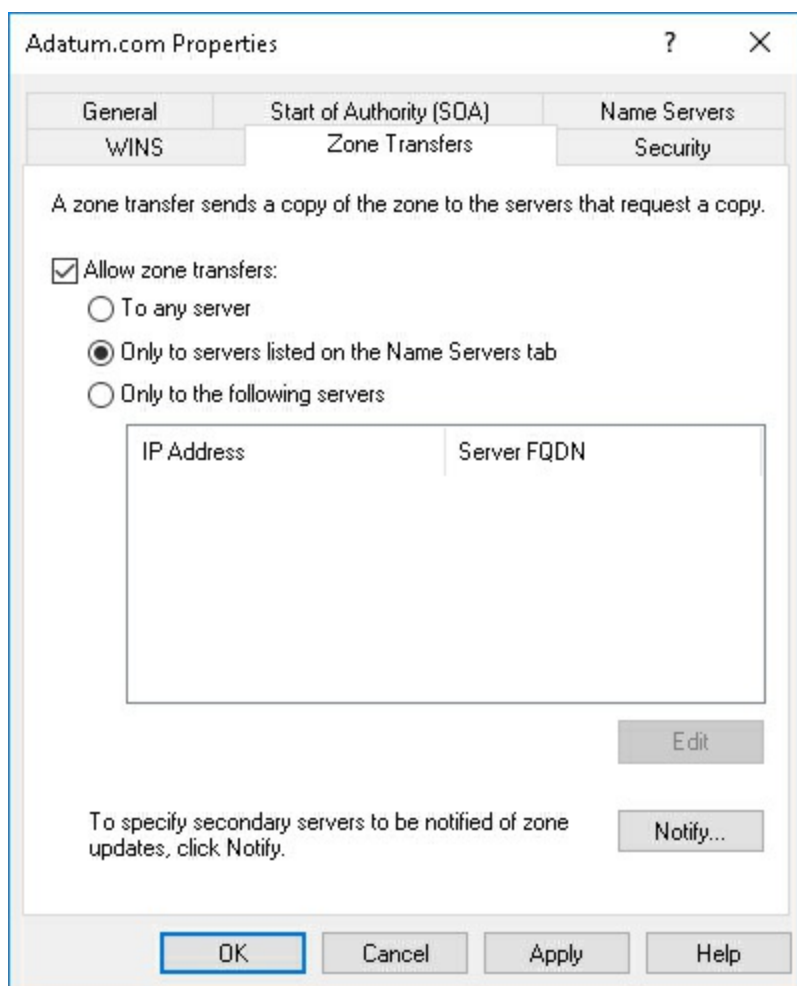 Adatum.com Properties
?
General
Start of Authority (SOA)
Name Servers
WINS
Zone Transfers
Security
A zone transfer sends a copy of the zone to the servers that request a copy.
Allow zone transfers:
To any server
Only to servers listed on the Name Servers tab
Only to the following servers
IP Address
Server FQDN
Edit
To specify secondary servers to be notified of zone
updates, click Notify.
Notify...
OK
Cancel
Apply
Help